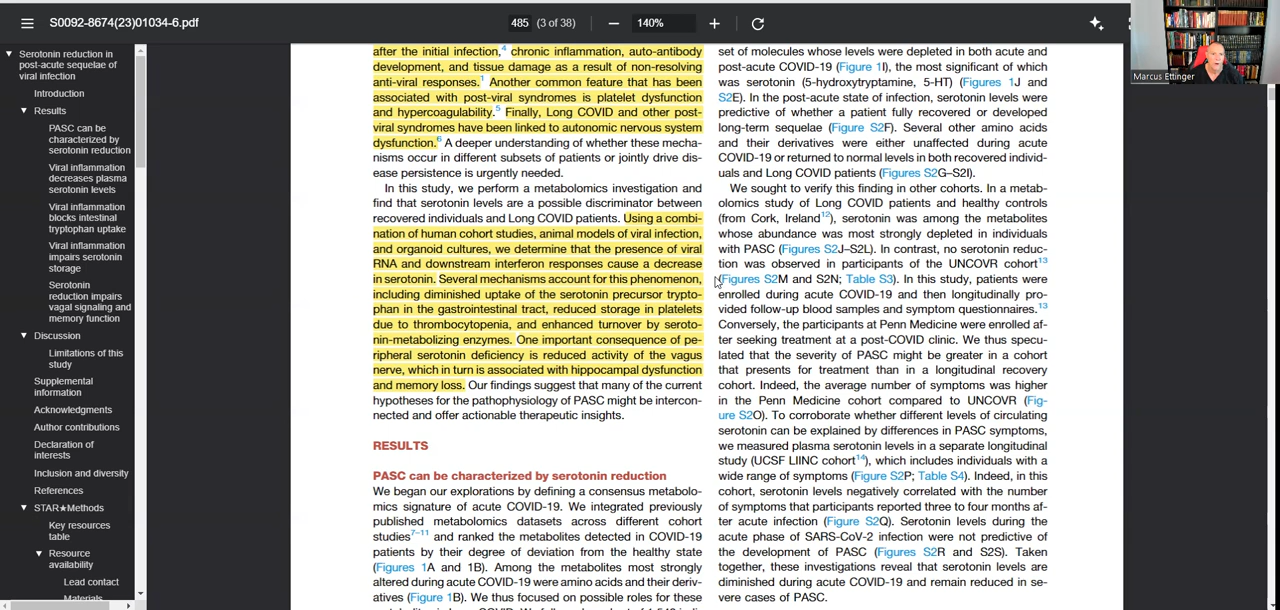 S0092-8674(23)01034-6.pdf
485 (3 of 38)
140%
Marcus Ettinger
Serotonin reduction in
post-acute sequelae of
viral infection
Introduction
Results
PASC can be
characterized by
serotonin reduction
Viral inflammation
decreases plasma
serotonin levels
Viral inflammation
blocks intestinal
tryptophan uptake
Viral inflammation
impairs serotonin
storage
Serotonin
reduction impairs
vagal signaling and
memory function
Discussion
Limitations of this
study
Supplemental
information
Acknowledgments
Author contributions
Declaration of
interests
Inclusion and diversity
References
STAR★Methods
Key resources
table
Resource
availability
Lead contact
Materials
after the initial infection,4 chronic inflammation, auto-antibody
development, and tissue damage as a result of non-resolving
anti-viral responses.1 Another common feature that has been
associated with post-viral syndromes is platelet dysfunction
and hypercoagulability.5 Finally, Long COVID and other post-
viral syndromes have been linked to autonomic nervous system
dysfunction.6 A deeper understanding of whether these mecha-
nisms occur in different subsets of patients or jointly drive dis-
ease persistence is urgently needed.
In this study, we perform a metabolomics investigation and
find that serotonin levels are a possible discriminator between
recovered individuals and Long COVID patients. Using a combi-
nation of human cohort studies, animal models of viral infection,
and organoid cultures, we determine that the presence of viral
RNA and downstream interferon responses cause a decrease
in serotonin. Several mechanisms account for this phenomenon,
including diminished uptake of the serotonin precursor trypto-
phan in the gastrointestinal tract, reduced storage in platelets
due to thrombocytopenia, and enhanced turnover by seroto-
nin-metabolizing enzymes. One important consequence of pe-
ripheral serotonin deficiency is reduced activity of the vagus
nerve, which in turn is associated with hippocampal dysfunction
and memory loss. Our findings suggest that many of the current
hypotheses for the pathophysiology of PASC might be intercon-
nected and offer actionable therapeutic insights.
RESULTS
PASC can be characterized by serotonin reduction
We began our explorations by defining a consensus metabolo-
mics signature of acute COVID-19. We integrated previously
published metabolomics datasets across different cohort
studies7–11 and ranked the metabolites detected in COVID-19
patients by their degree of deviation from the healthy state
(Figures 1A and 1B). Among the metabolites most strongly
altered during acute COVID-19 were amino acids and their deriv-
atives (Figure 1B). We thus focused on possible roles for these
set of molecules whose levels were depleted in both acute and
post-acute COVID-19 (Figure 1I), the most significant of which
was serotonin (5-hydroxytryptamine, 5-HT) (Figures 1J and
S2E). In the post-acute state of infection, serotonin levels were
predictive of whether a patient fully recovered or developed
long-term sequelae (Figure S2F). Several other amino acids
and their derivatives were either unaffected during acute
COVID-19 or returned to normal levels in both recovered individ-
uals and Long COVID patients (Figures S2G–S2I).
We sought to verify this finding in other cohorts. In a metab-
olomics study of Long COVID patients and healthy controls
(from Cork, Ireland12), serotonin was among the metabolites
whose abundance was most strongly depleted in individuals
with PASC (Figures S2J–S2L). In contrast, no serotonin reduc-
tion was observed in participants of the UNCOVR cohort13
(Figures S2M and S2N; Table S3). In this study, patients were
enrolled during acute COVID-19 and then longitudinally pro-
vided follow-up blood samples and symptom questionnaires.13
Conversely, the participants at Penn Medicine were enrolled af-
ter seeking treatment at a post-COVID clinic. We thus specu-
lated that the severity of PASC might be greater in a cohort
that presents for treatment than in a longitudinal recovery
cohort. Indeed, the average number of symptoms was higher
in the Penn Medicine cohort compared to UNCOVR (Fig-
ure S2O). To corroborate whether different levels of circulating
serotonin can be explained by differences in PASC symptoms,
we measured plasma serotonin levels in a separate longitudinal
study (UCSF LIINC cohort14), which includes individuals with a
wide range of symptoms (Figure S2P; Table S4). Indeed, in this
cohort, serotonin levels negatively correlated with the number
of symptoms that participants reported three to four months af-
ter acute infection (Figure S2Q). Serotonin levels during the
acute phase of SARS-CoV-2 infection were not predictive of
the development of PASC (Figures S2R and S2S). Taken
together, these investigations reveal that serotonin levels are
diminished during acute COVID-19 and remain reduced in se-
vere cases of PASC.